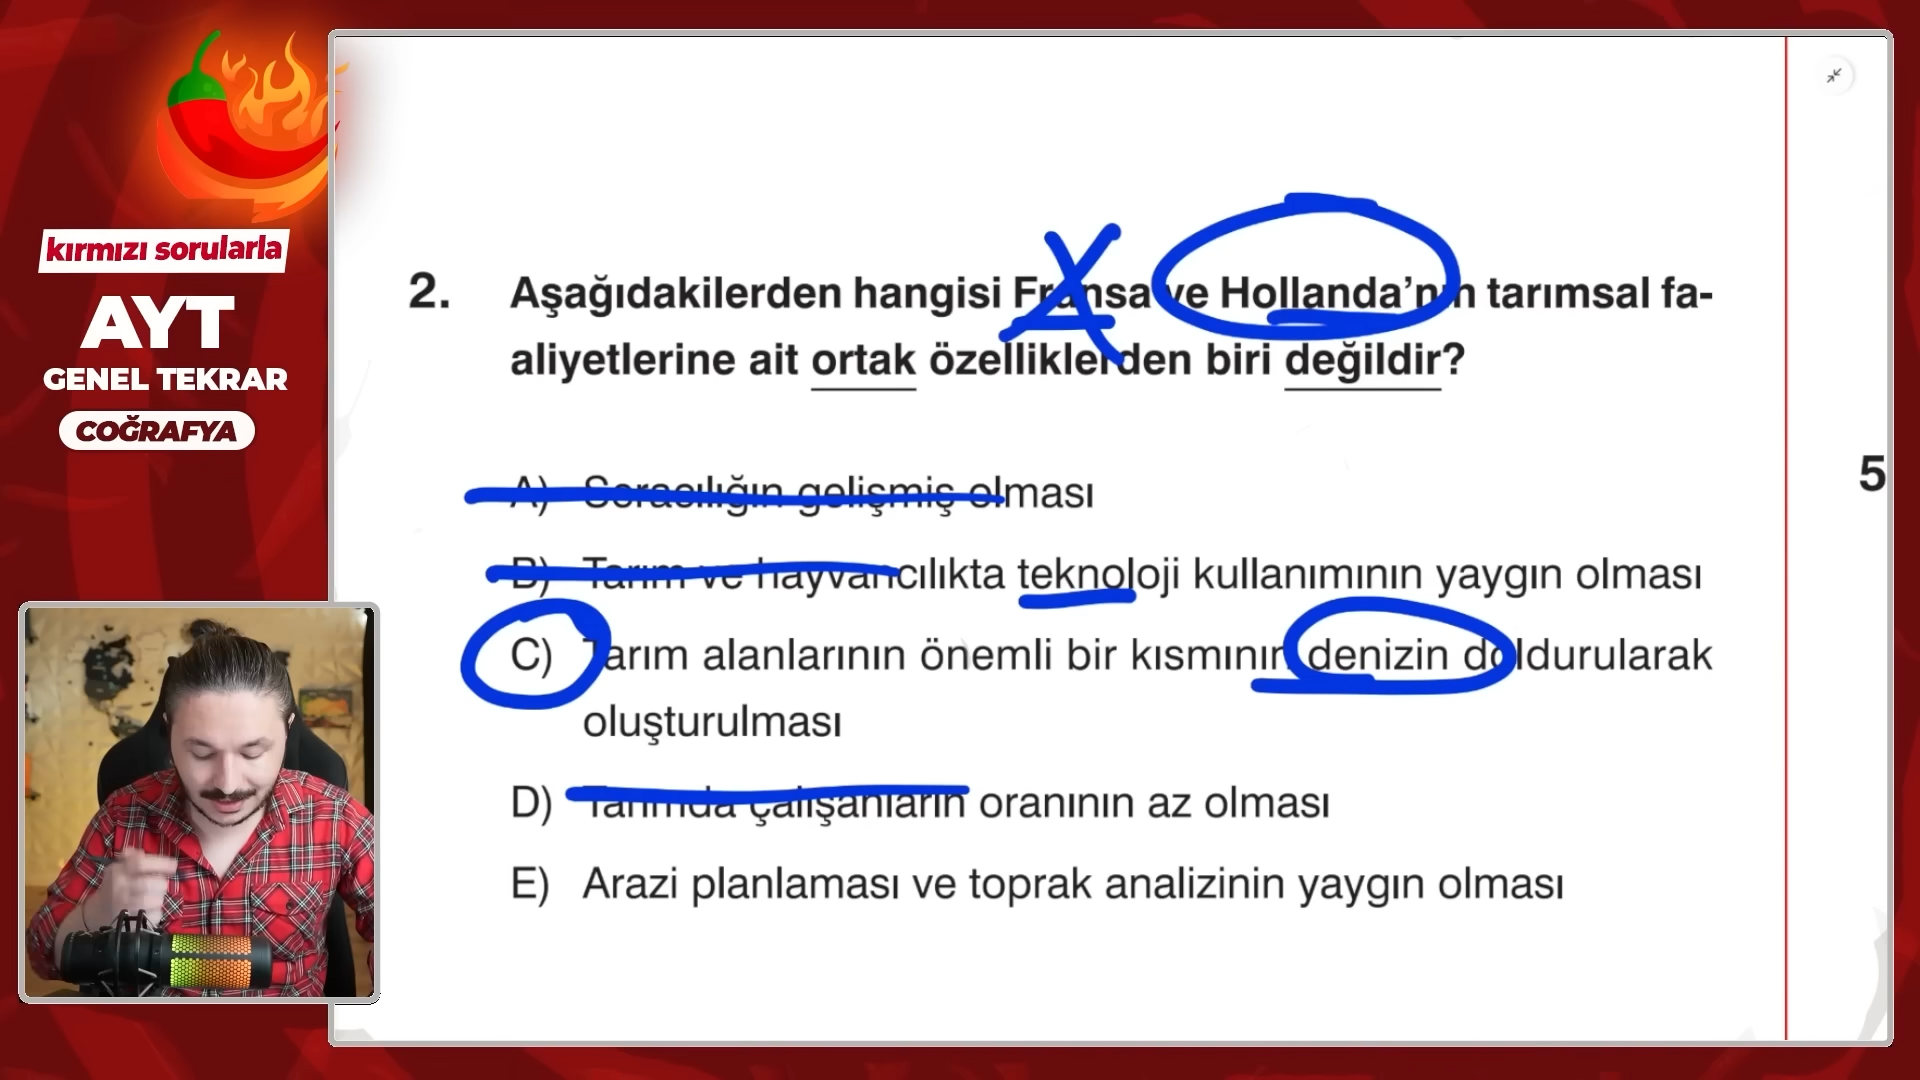 kırmızı sorularla
AYT
GENEL TEKRAR
COĞRAFYA
2. Aşağıdakilerden hangisi Fransa ve Hollanda’nın tarımsal fa-
aliyetlerine ait ortak özelliklerden biri değildir?
A) Seracılığın gelişmiş olması
B) Tarım ve hayvancılıkta teknoloji kullanımının yaygın olması
C) Tarım alanlarının önemli bir kısmının denizin doldurularak
oluşturulması
D) Tarımda çalışanların oranının az olması
E) Arazi planlaması ve toprak analizinin yaygın olması
5